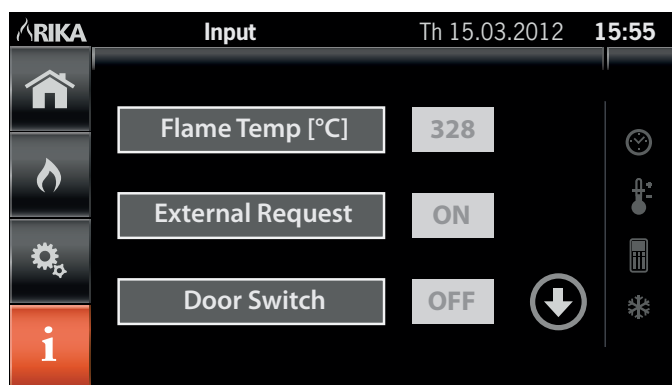 RIKA Input Th 15.03.2012 15:55
Flame Temp [°C] 328
External Request ON
Door Switch OFF
i